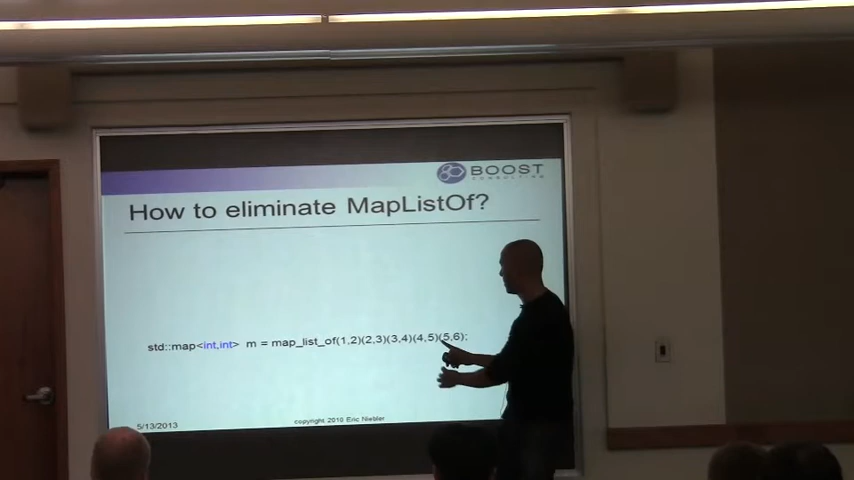 BOOST
CONSULTING
How to eliminate MapListOf?
std::map<int,int> m = map_list_of(1,2)(2,3)(3,4)(4,5)(5,6);
5/13/2013
copyright 2010 Eric Niebler